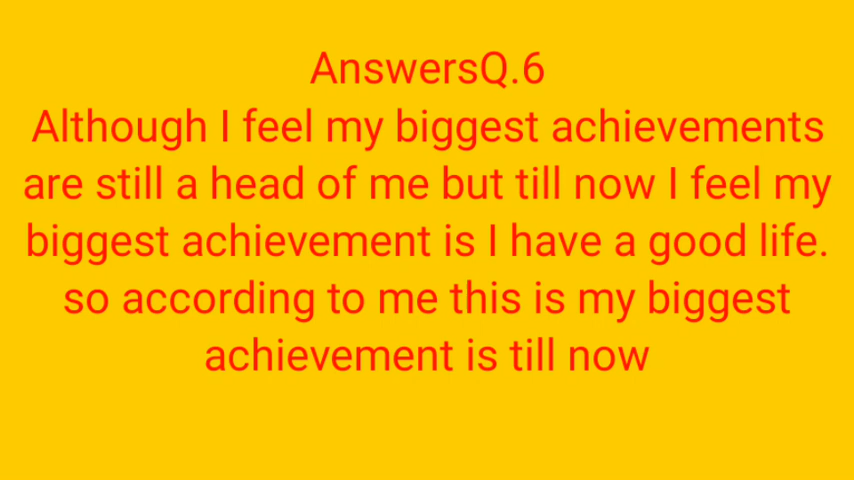 AnswersQ.6
Although I feel my biggest achievements
are still a head of me but till now I feel my
biggest achievement is I have a good life.
so according to me this is my biggest
achievement is till now